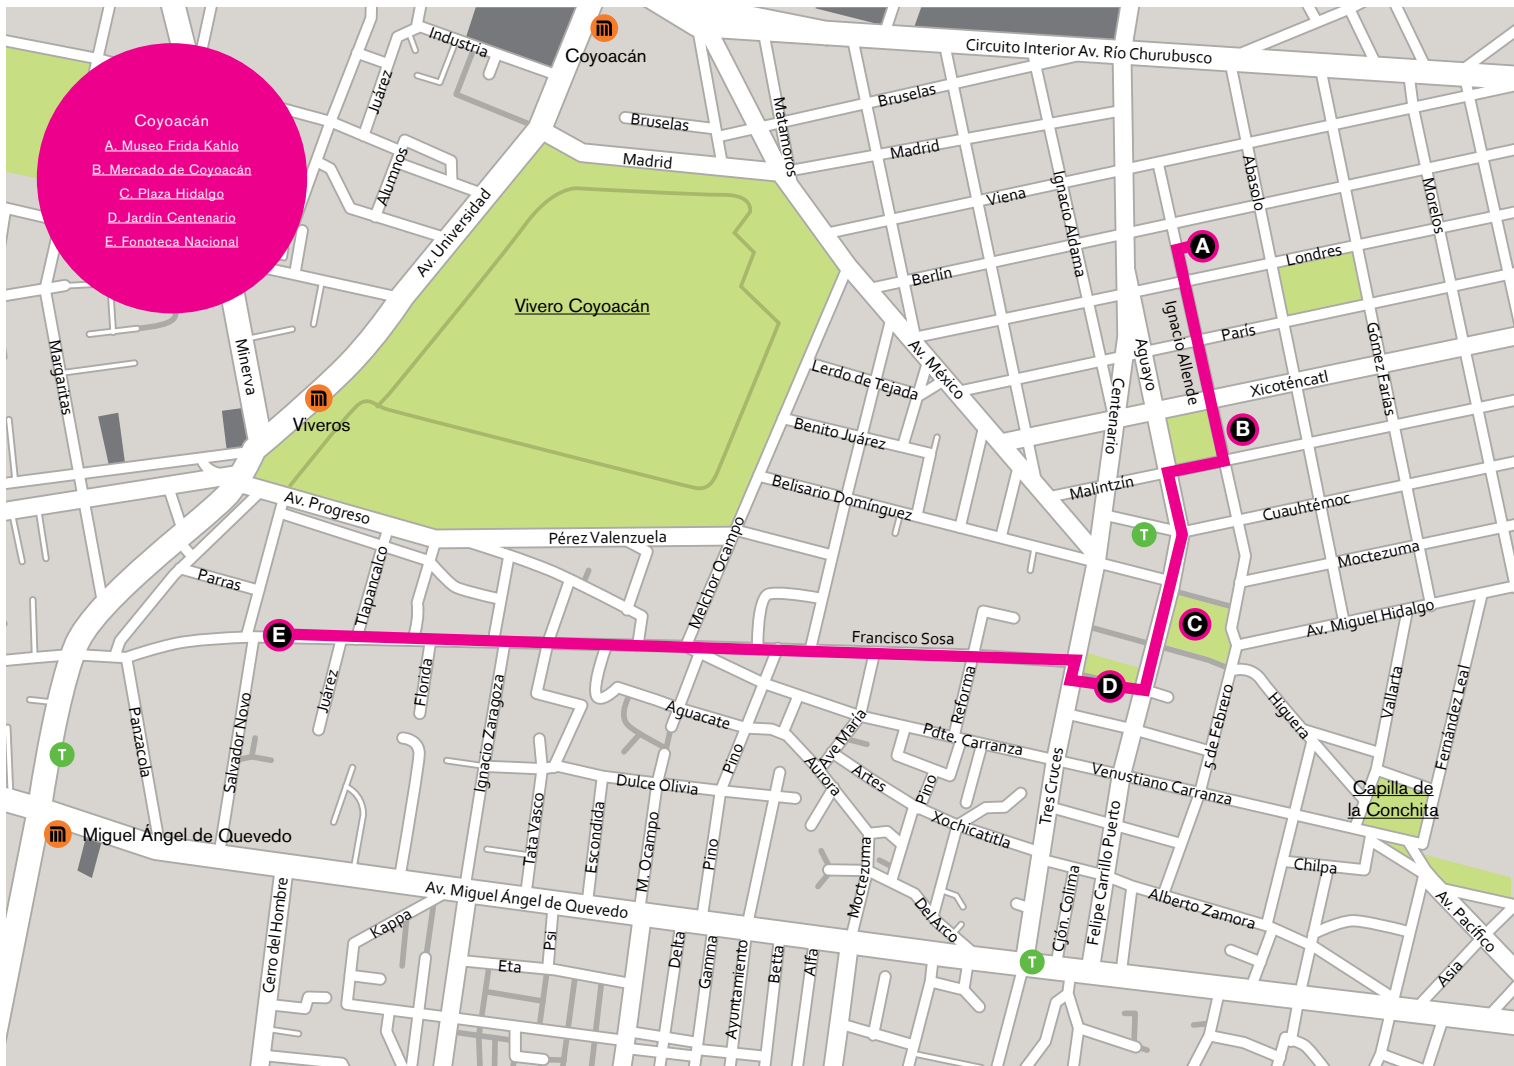 Coyoacán
A. Museo Frida Kahlo
B. Mercado de Coyoacán
C. Plaza Hidalgo
D. Jardín Centenario
E. Fonoteca Nacional
Industria
Coyoacán
Circuito Interior Av. Río Churubusco
Juárez
Bruselas
Bruselas
Matamoros
Madrid
Madrid
Alumnos
Viena
Ignacio Aldama
Abasolo
Morelos
Av. Universidad
A
Londres
Berlín
Vivero Coyoacán
Ignacio Allende
París
Gómez Farías
Margaritas
Minerva
Lerdo de Tejada
Av. México
Aguayo
Centenario
Xicoténcatl
Viveros
Benito Juárez
B
Malintzín
Belisario Domínguez
Cuauhtémoc
Av. Progreso
Pérez Valenzuela
T
Moctezuma
Parras
Tlapancalco
Melchor Ocampo
Av. Miguel Hidalgo
E
Francisco Sosa
C
D
Juárez
Florida
Ignacio Zaragoza
Reforma
Vallarta
Fernández Leal
Panzacola
Salvador Novo
Aguacate
Pino
Ave María
Pdte. Carranza
5 de Febrero
Higuera
T
Aurora
Artes
Pino
Venustiano Carranza
Dulce Olivia
Tres Cruces
Capilla de
la Conchita
Miguel Ángel de Quevedo
Tata Vasco
Escondida
M. Ocampo
Pino
Xochicatitla
Felipe Carrillo Puerto
Moctezuma
Chilpa
Av. Miguel Ángel de Quevedo
Cjón. Colima
Alberto Zamora
Del Arco
Av. Pacífico
Kappa
Cerro del Hombre
Psi
Eta
Delta
Gamma
Ayuntamiento
Betta
Alfa
T
Asia